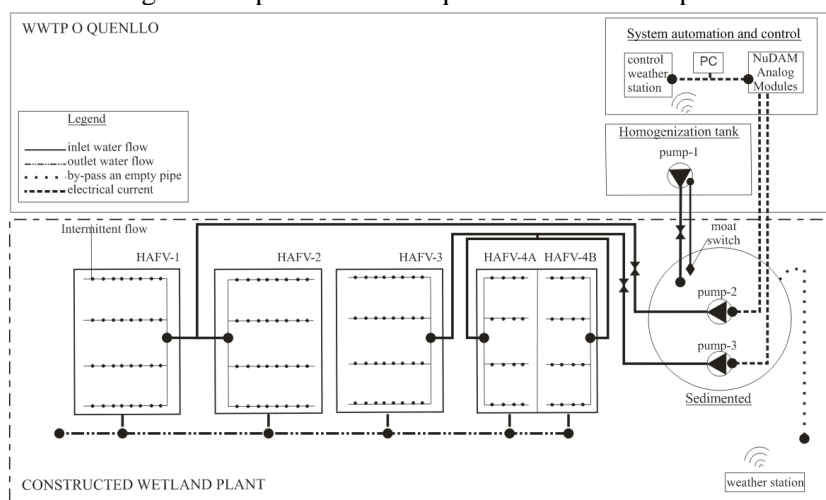 WWTP O QUENLLO
System automation and control
control
weather
station
PC
NuDAM
Analog
Modules
Legend
inlet water flow
outlet water flow
by-pass an empty pipe
electrical current
Homogenization tank
pump-1
moat
switch
Intermittent flow
HAFV-1
HAFV-2
HAFV-3
HAFV-4A
HAFV-4B
pump-2
pump-3
Sedimented
CONSTRUCTED WETLAND PLANT
weather station